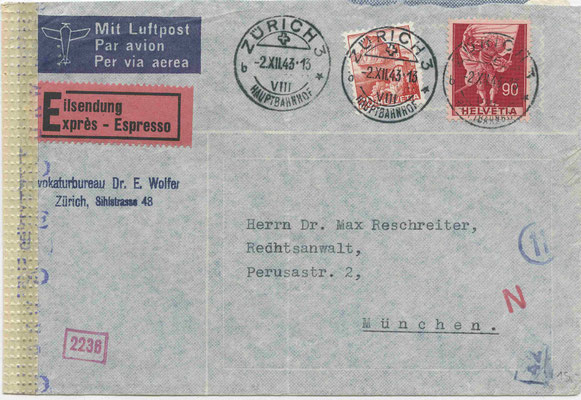 Mit Luftpost
Par avion
Per via aerea
Eilsendung
Exprès - Espresso
ZÜRICH 3
b
-2.XII.43-13
VIII
HAUPTBAHNHOF
ZÜRICH 3
b
-2.XII.43-13
VIII
HAUPTBAHNHOF
HELVETIA
90
HELVETIA
vokaturbureau Dr. E. Wolfer
Zürich, Sihlstrasse 48
Herrn Dr. Max Reschreiter,
Rechtsanwalt,
Perusastr. 2,
München.
N
2236